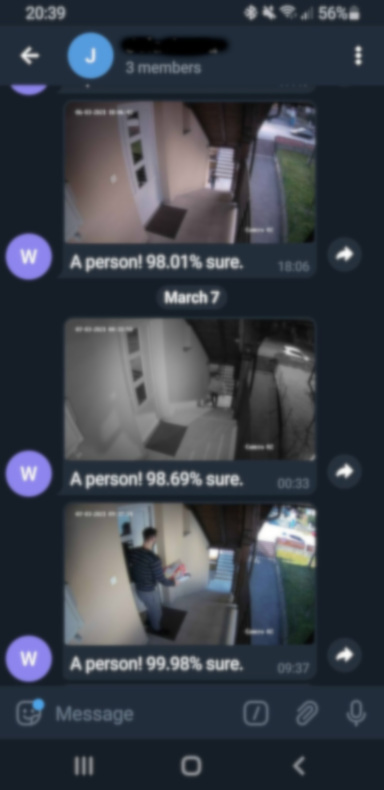 20:39
56%
J
3 members
A person! 98.01% sure.
18:06
W
March 7
A person! 98.69% sure.
00:33
W
A person! 99.98% sure.
09:37
W
Message